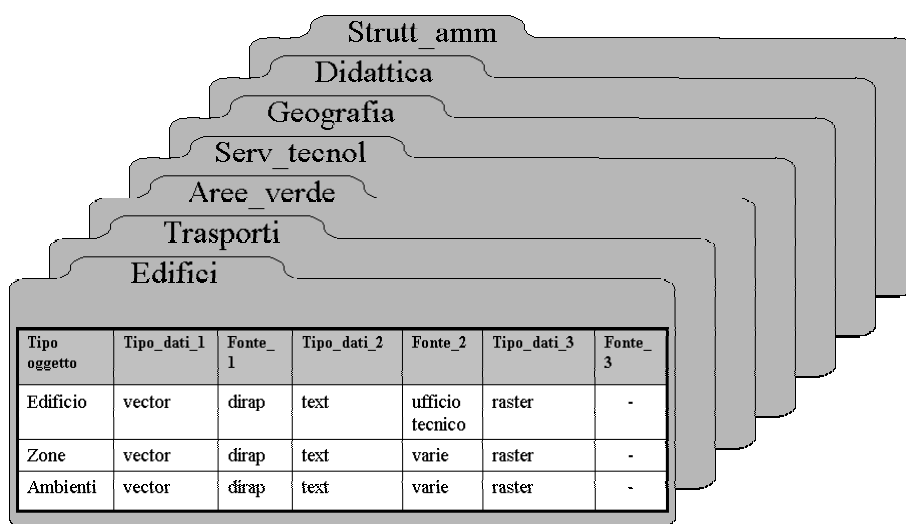 Strutt_amm
Didattica
Geografia
Serv_tecnol
Aree_verde
Trasporti
Edifici
Tipo oggetto Tipo_dati_1 Fonte_1 Tipo_dati_2 Fonte_2 Tipo_dati_3 Fonte_3
Edificio vector dirap text ufficio tecnico raster -
Zone vector dirap text varie raster -
Ambienti vector dirap text varie raster -